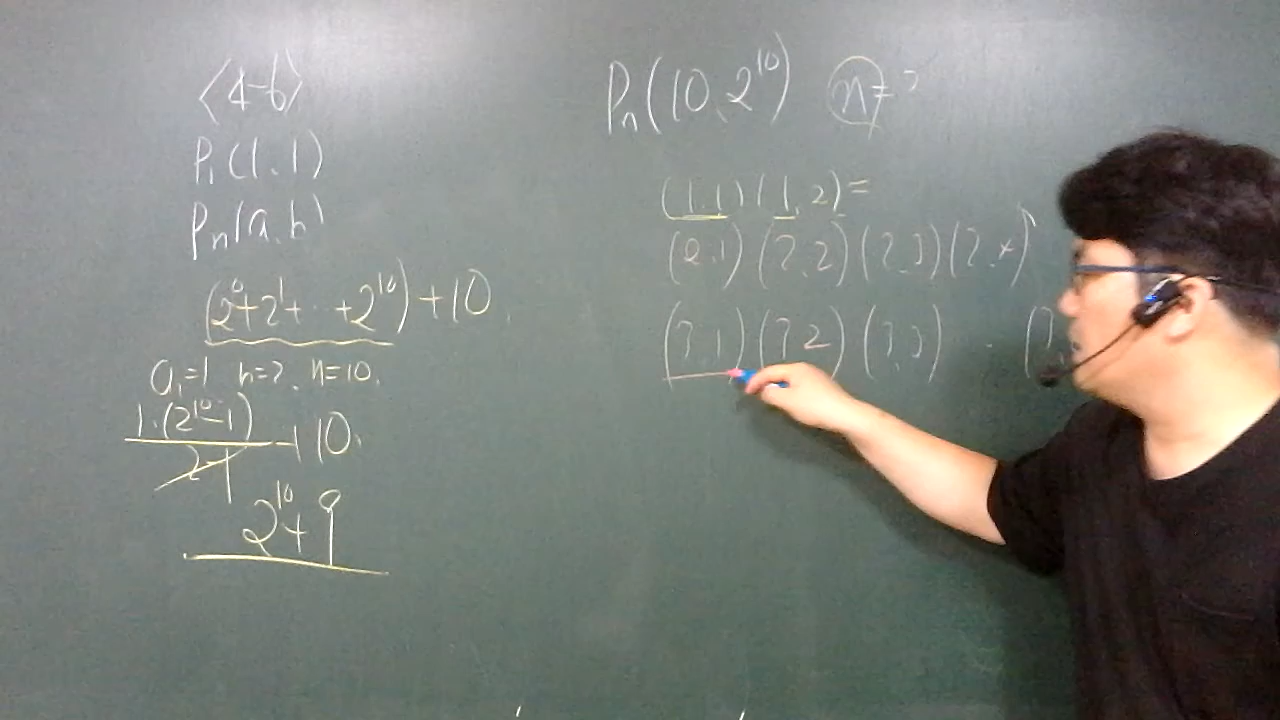 <4-6>
P₁(1.1)
Pₙ(a.b)
(2⁰+2¹+...+2¹⁰)+10.
a₁=1 h=2. n=10.
1.(2¹⁰-1)
2-1
+10.
2¹⁰+9
Pₙ(10.2¹⁰) n=?
(1.1)(1.2)=
(2.1)(2.2)(2.3)(2.4)
(3.1)(3.2)(3.3) ...